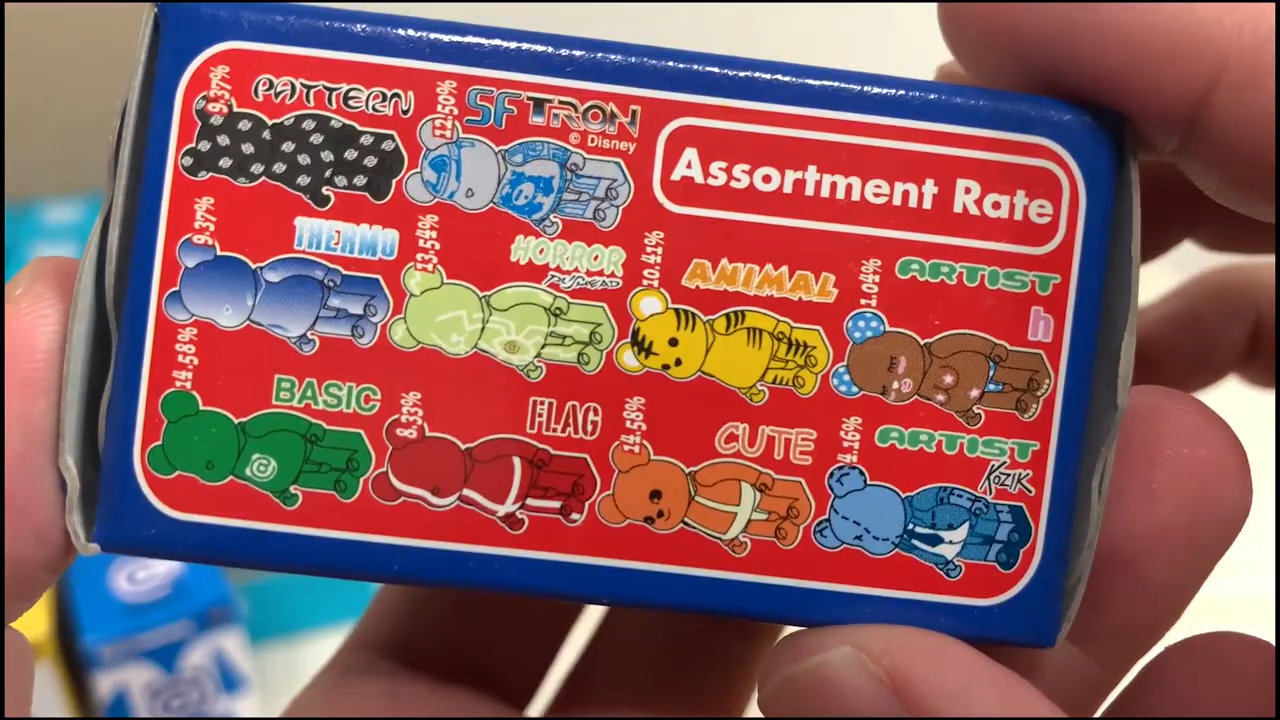 Assortment Rate
9.37% PATTERN
12.50% SF TRON
© Disney
9.37% THERMO
13.54% HORROR
PUSHEAD
10.41% ANIMAL
1.04% ARTIST
h
14.58% BASIC
8.33% FLAG
14.58% CUTE
4.16% ARTIST
KOZIK